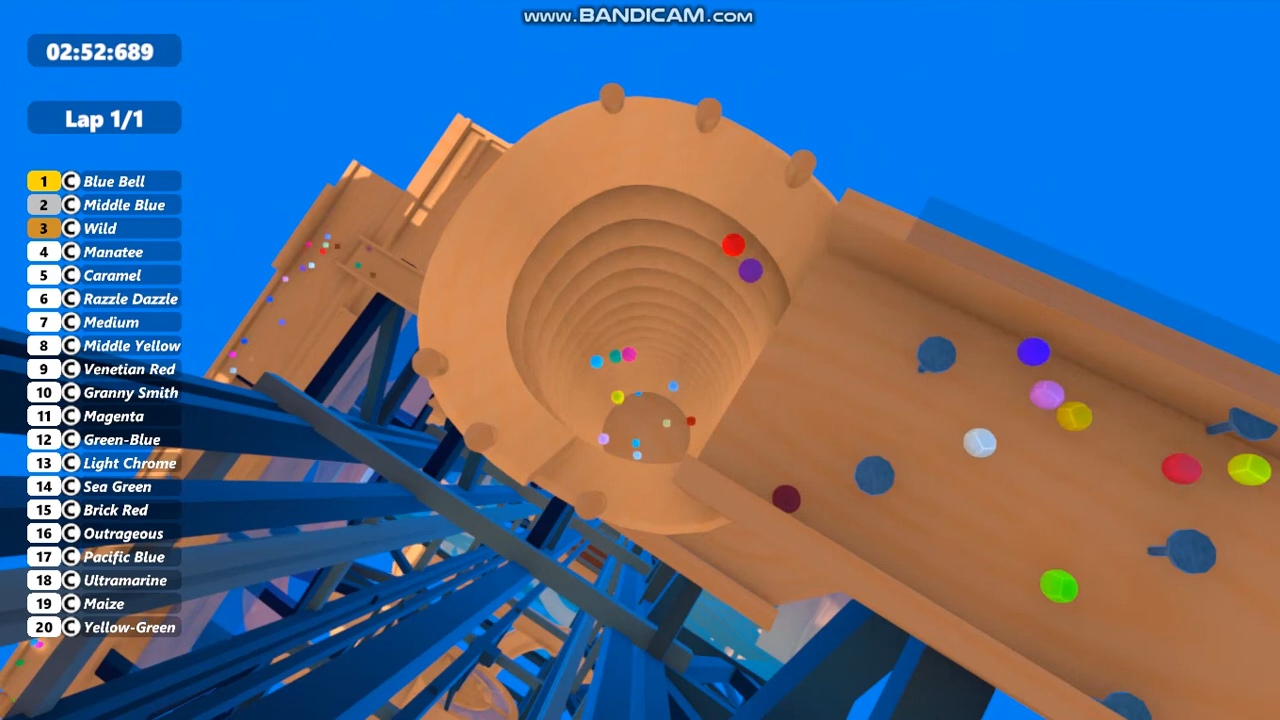 www.BANDICAM.com
02:52:689
Lap 1/1
1 C Blue Bell
2 C Middle Blue
3 C Wild
4 C Manatee
5 C Caramel
6 C Razzle Dazzle
7 C Medium
8 C Middle Yellow
9 C Venetian Red
10 C Granny Smith
11 C Magenta
12 C Green-Blue
13 C Light Chrome
14 C Sea Green
15 C Brick Red
16 C Outrageous
17 C Pacific Blue
18 C Ultramarine
19 C Maize
20 C Yellow-Green